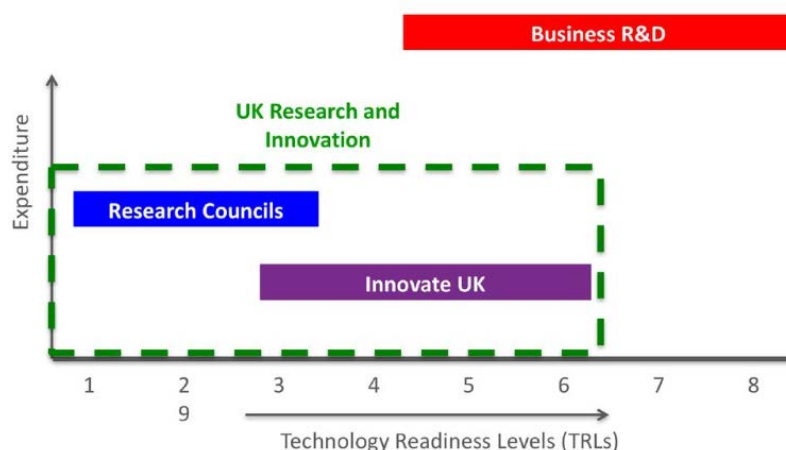 Business R&D
UK Research and
Innovation
Expenditure
Research Councils
Innovate UK
1 2 3 4 5 6 7 8
9
Technology Readiness Levels (TRLs)